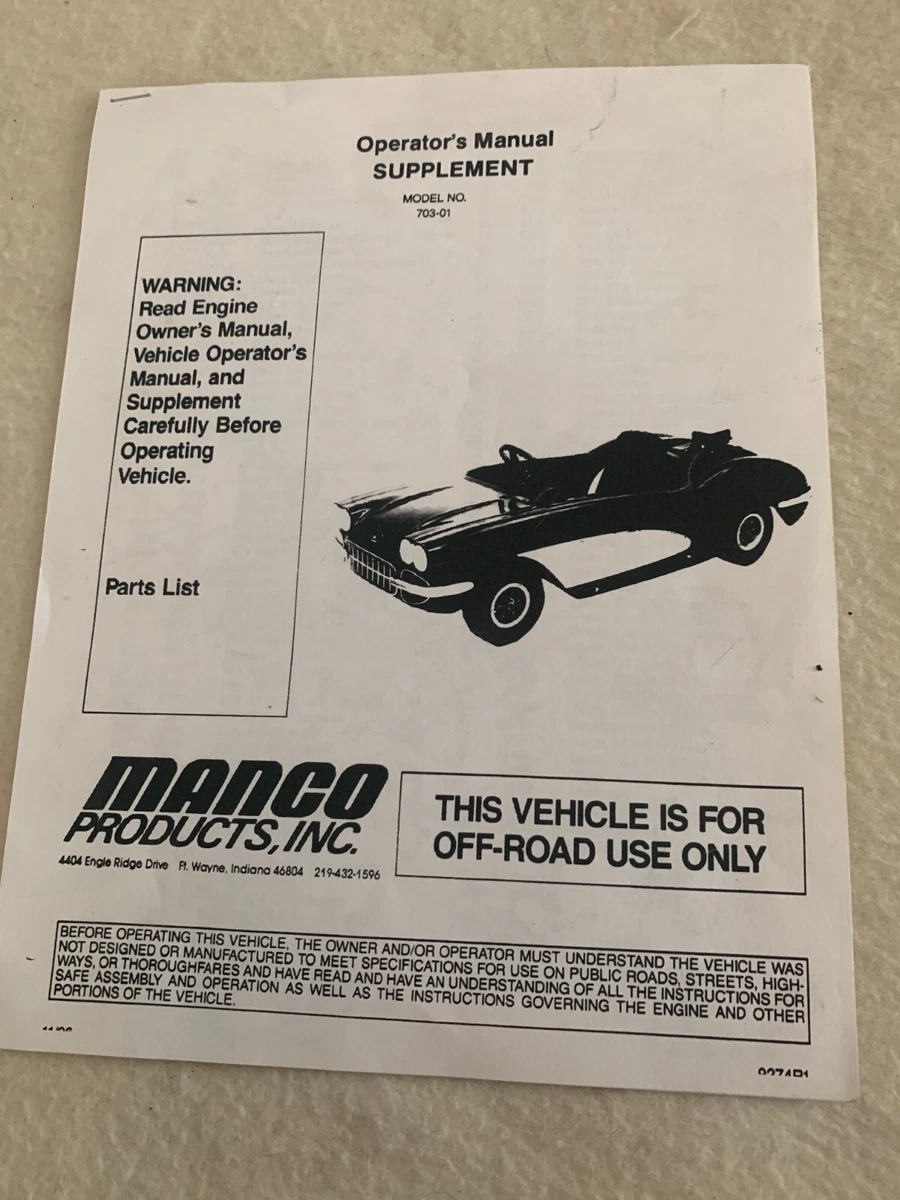 Operator's Manual
SUPPLEMENT
MODEL NO.
703-01
WARNING:
Read Engine
Owner's Manual,
Vehicle Operator's
Manual, and
Supplement
Carefully Before
Operating
Vehicle.
Parts List
MANCO
PRODUCTS, INC.
4404 Engle Ridge Drive Ft. Wayne, Indiana 46804 219-432-1596
THIS VEHICLE IS FOR
OFF-ROAD USE ONLY
BEFORE OPERATING THIS VEHICLE, THE OWNER AND/OR OPERATOR MUST UNDERSTAND THE VEHICLE WAS
NOT DESIGNED OR MANUFACTURED TO MEET SPECIFICATIONS FOR USE ON PUBLIC ROADS, STREETS, HIGH-
WAYS, OR THOROUGHFARES AND HAVE READ AND HAVE AN UNDERSTANDING OF ALL THE INSTRUCTIONS FOR
SAFE ASSEMBLY AND OPERATION AS WELL AS THE INSTRUCTIONS GOVERNING THE ENGINE AND OTHER
PORTIONS OF THE VEHICLE.